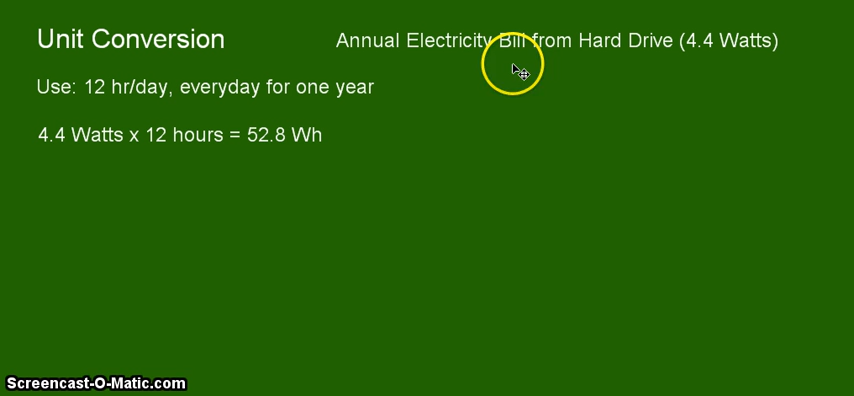 Unit Conversion
Annual Electricity Bill from Hard Drive (4.4 Watts)
Use: 12 hr/day, everyday for one year
4.4 Watts x 12 hours = 52.8 Wh
Screencast-O-Matic.com